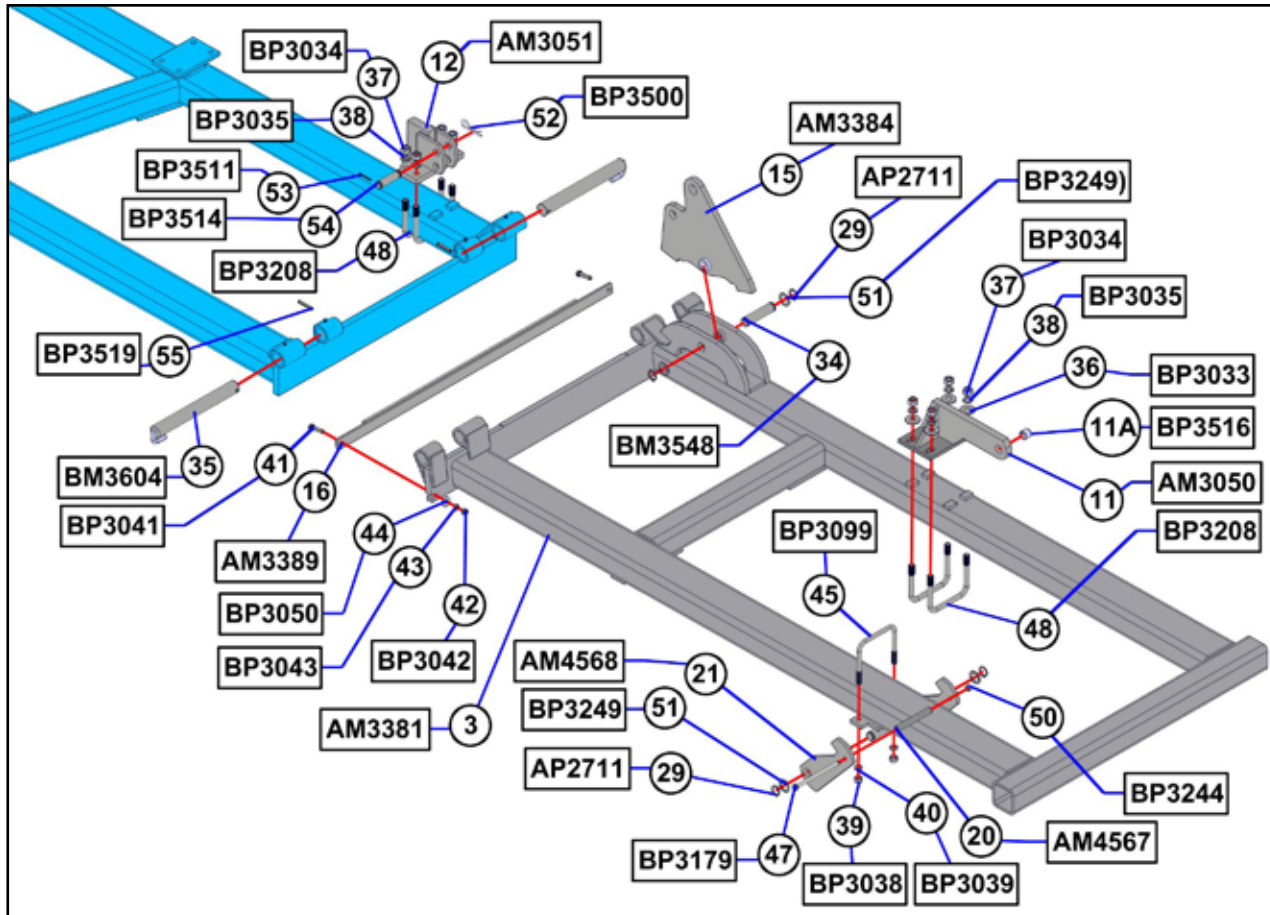 BP3034
12
AM3051
37
BP3500
52
BP3035
38
AM3384
BP3511
53
15
AP2711
BP3249)
BP3514
54
29
BP3034
BP3208
48
51
37
BP3035
38
BP3519
55
34
36
BP3033
BM3548
11A
BP3516
BM3604
35
41
16
11
AM3050
BP3041
44
BP3099
BP3208
AM3389
43
45
BP3050
42
48
BP3043
BP3042
AM4568
21
AM3381
3
BP3249
51
50
AP2711
29
BP3244
39
40
20
AM4567
BP3179
47
BP3038
BP3039